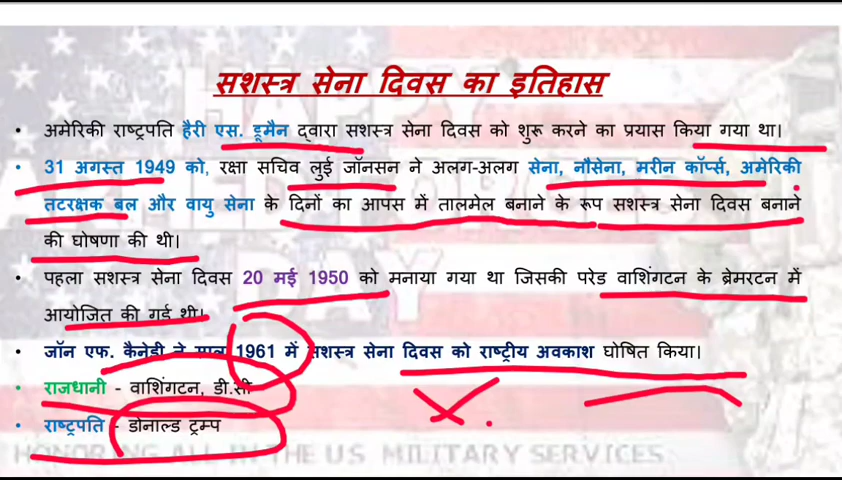 सशस्त्र सेना दिवस का इतिहास
• अमेरिकी राष्ट्रपति हैरी एस. ट्रूमैन द्वारा सशस्त्र सेना दिवस को शुरू करने का प्रयास किया गया था।
• 31 अगस्त 1949 को, रक्षा सचिव लुई जॉनसन ने अलग-अलग सेना, नौसेना, मरीन कॉर्प्स, अमेरिकी
तटरक्षक बल और वायु सेना के दिनों का आपस में तालमेल बनाने के रूप सशस्त्र सेना दिवस बनाने
की घोषणा की थी।
• पहला सशस्त्र सेना दिवस 20 मई 1950 को मनाया गया था जिसकी परेड वाशिंगटन के ब्रेमरटन में
आयोजित की गई थी।
• जॉन एफ. कैनेडी ने 1961 में सशस्त्र सेना दिवस को राष्ट्रीय अवकाश घोषित किया।
• राजधानी - वाशिंगटन, डी.सी
• राष्ट्रपति - डोनाल्ड ट्रम्प
HONORING ALL IN THE US MILITARY SERVICES